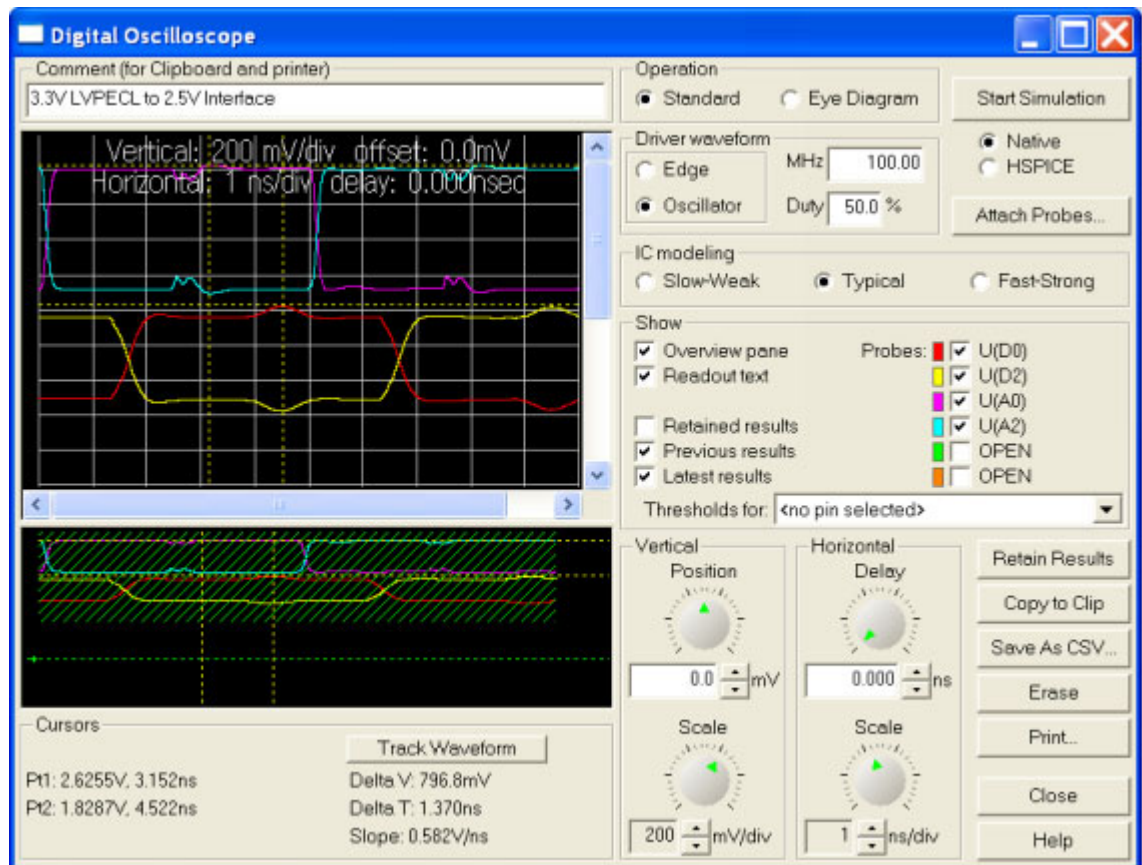 Digital Oscilloscope
Comment (for Clipboard and printer)
3.3V LVPECL to 2.5V Interface
Vertical: 200 mV/div offset: 0.0mV
Horizontal: 1 ns/div delay: 0.000nsec
Cursors
Track Waveform
Pt1: 2.6255V, 3.152ns
Delta V: 796.8mV
Pt2: 1.8287V, 4.522ns
Delta T: 1.370ns
Slope: 0.582V/ns
Operation
Standard
Eye Diagram
Start Simulation
Driver waveform
Edge
MHz
100.00
Oscillator
Duty
50.0 %
Native
HSPICE
Attach Probes...
IC modeling
Slow-Weak
Typical
Fast-Strong
Show
Overview pane
Probes:
U(D0)
Readout text
U(D2)
U(A0)
Retained results
U(A2)
Previous results
OPEN
Latest results
OPEN
Thresholds for:
<no pin selected>
Vertical
Position
0.0 mV
Scale
200 mV/div
Horizontal
Delay
0.000 ns
Scale
1 ns/div
Retain Results
Copy to Clip
Save As CSV...
Erase
Print...
Close
Help